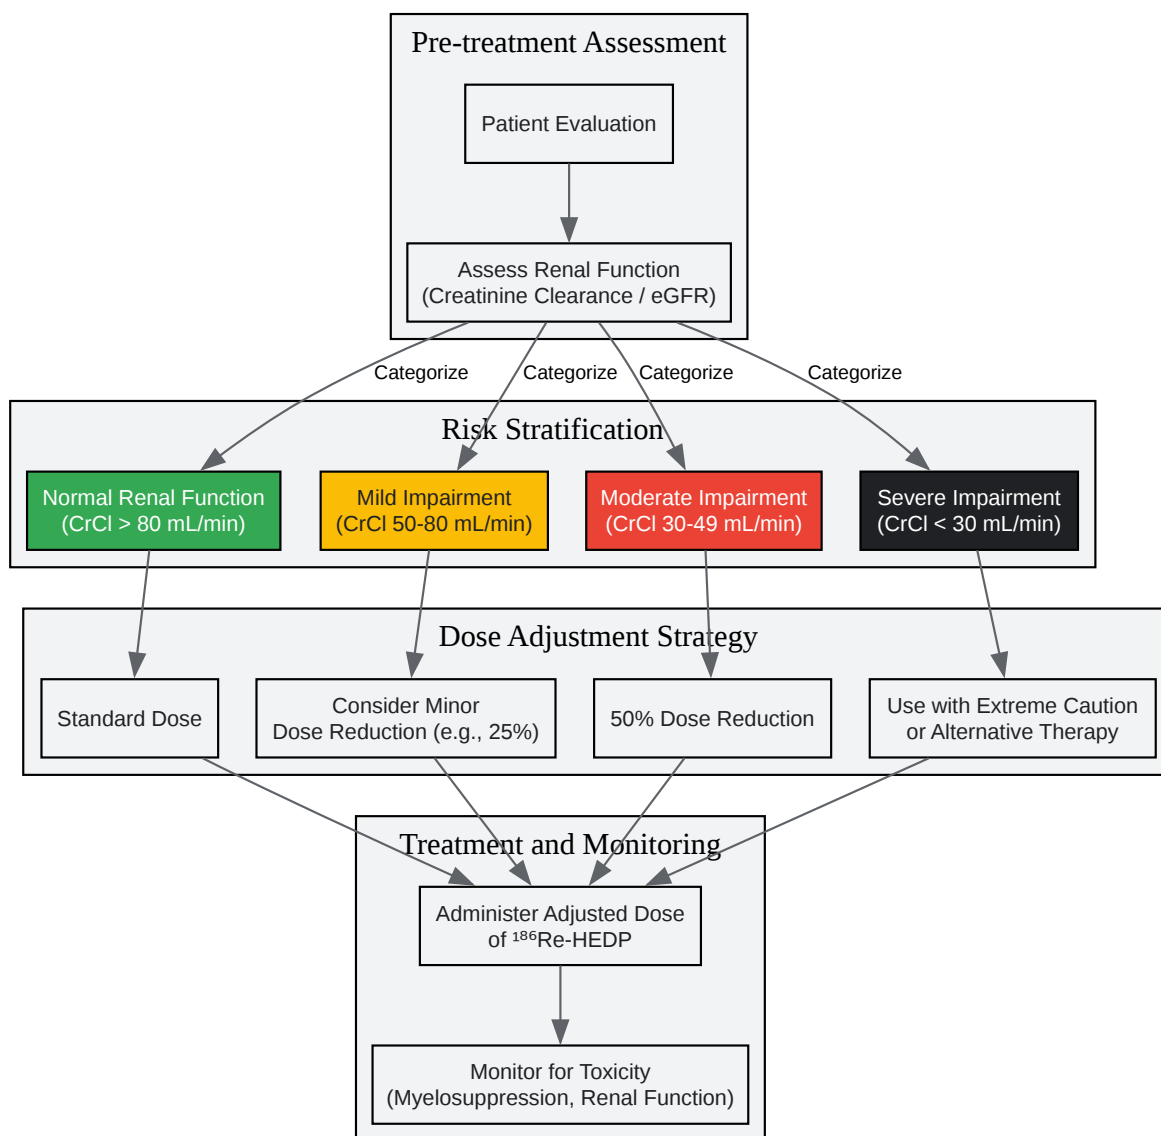 Pre-treatment Assessment
Patient Evaluation
Assess Renal Function
(Creatinine Clearance / eGFR)
Categorize
Categorize
Categorize
Categorize
Risk Stratification
Normal Renal Function
(CrCl > 80 mL/min)
Mild Impairment
(CrCl 50-80 mL/min)
Moderate Impairment
(CrCl 30-49 mL/min)
Severe Impairment
(CrCl < 30 mL/min)
Dose Adjustment Strategy
Standard Dose
Consider Minor
Dose Reduction (e.g., 25%)
50% Dose Reduction
Use with Extreme Caution
or Alternative Therapy
Treatment and Monitoring
Administer Adjusted Dose
of ¹⁸⁶Re-HEDP
Monitor for Toxicity
(Myelosuppression, Renal Function)